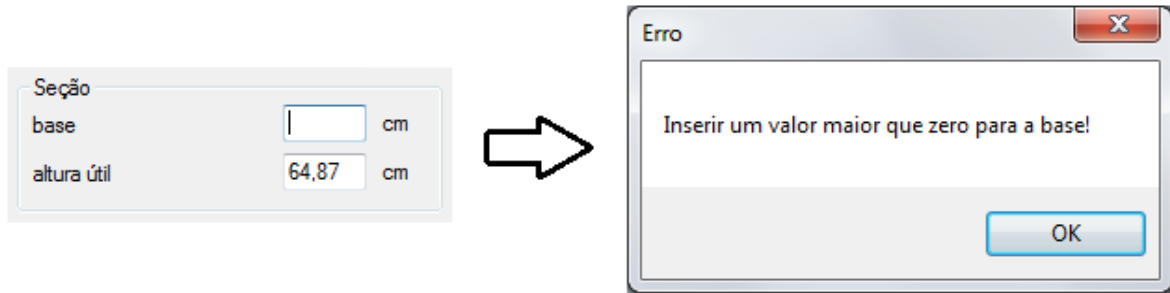 Seção
base cm
altura útil 64,87 cm
Erro
Inserir um valor maior que zero para a base!
OK